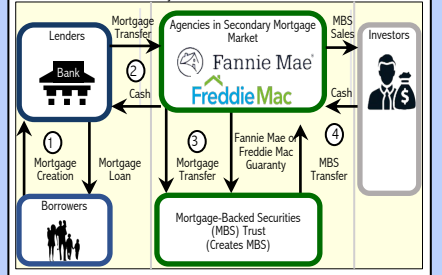 Lenders
Bank
Mortgage
Transfer
2
Cash
Agencies in Secondary Mortgage
Market
Fannie Mae®
Freddie Mac
MBS
Sales
Cash
Investors
$
1
Mortgage
Creation
Mortgage
Loan
3
Mortgage
Transfer
Fannie Mae o
Freddie Mac
Guaranty
4
MBS
Transfer
Borrowers
Mortgage-Backed Securities
(MBS) Trust
(Creates MBS)